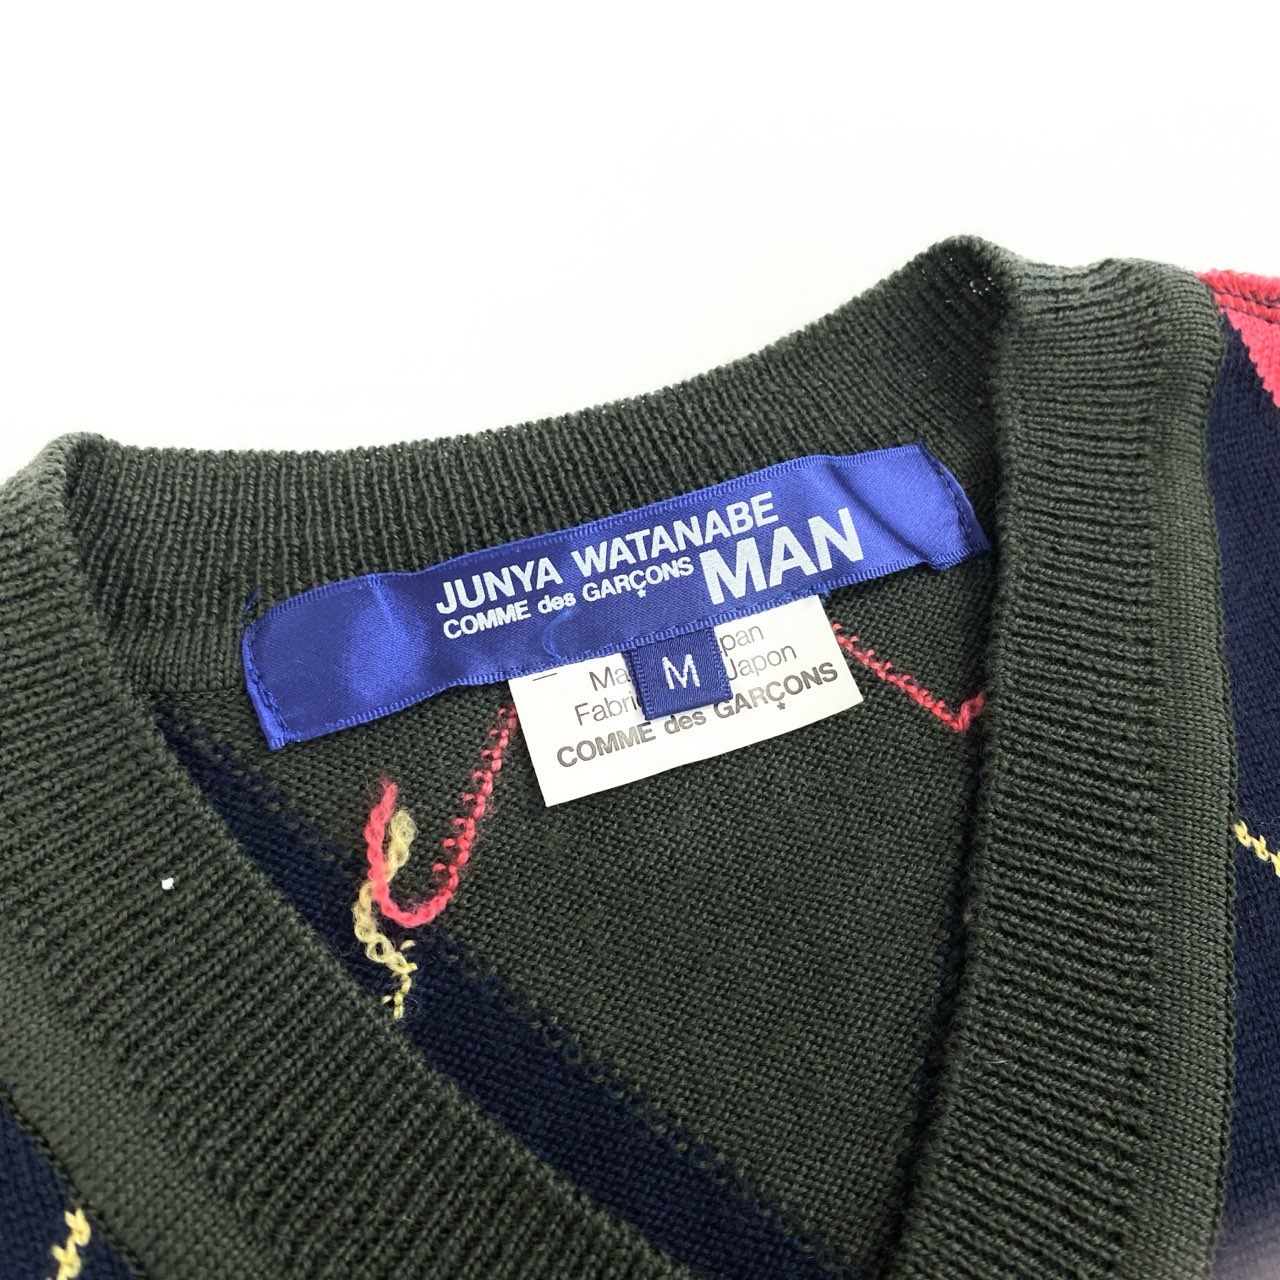 JUNYA WATANABE
COMME des GARÇONS MAN
M
COMME des GARÇONS